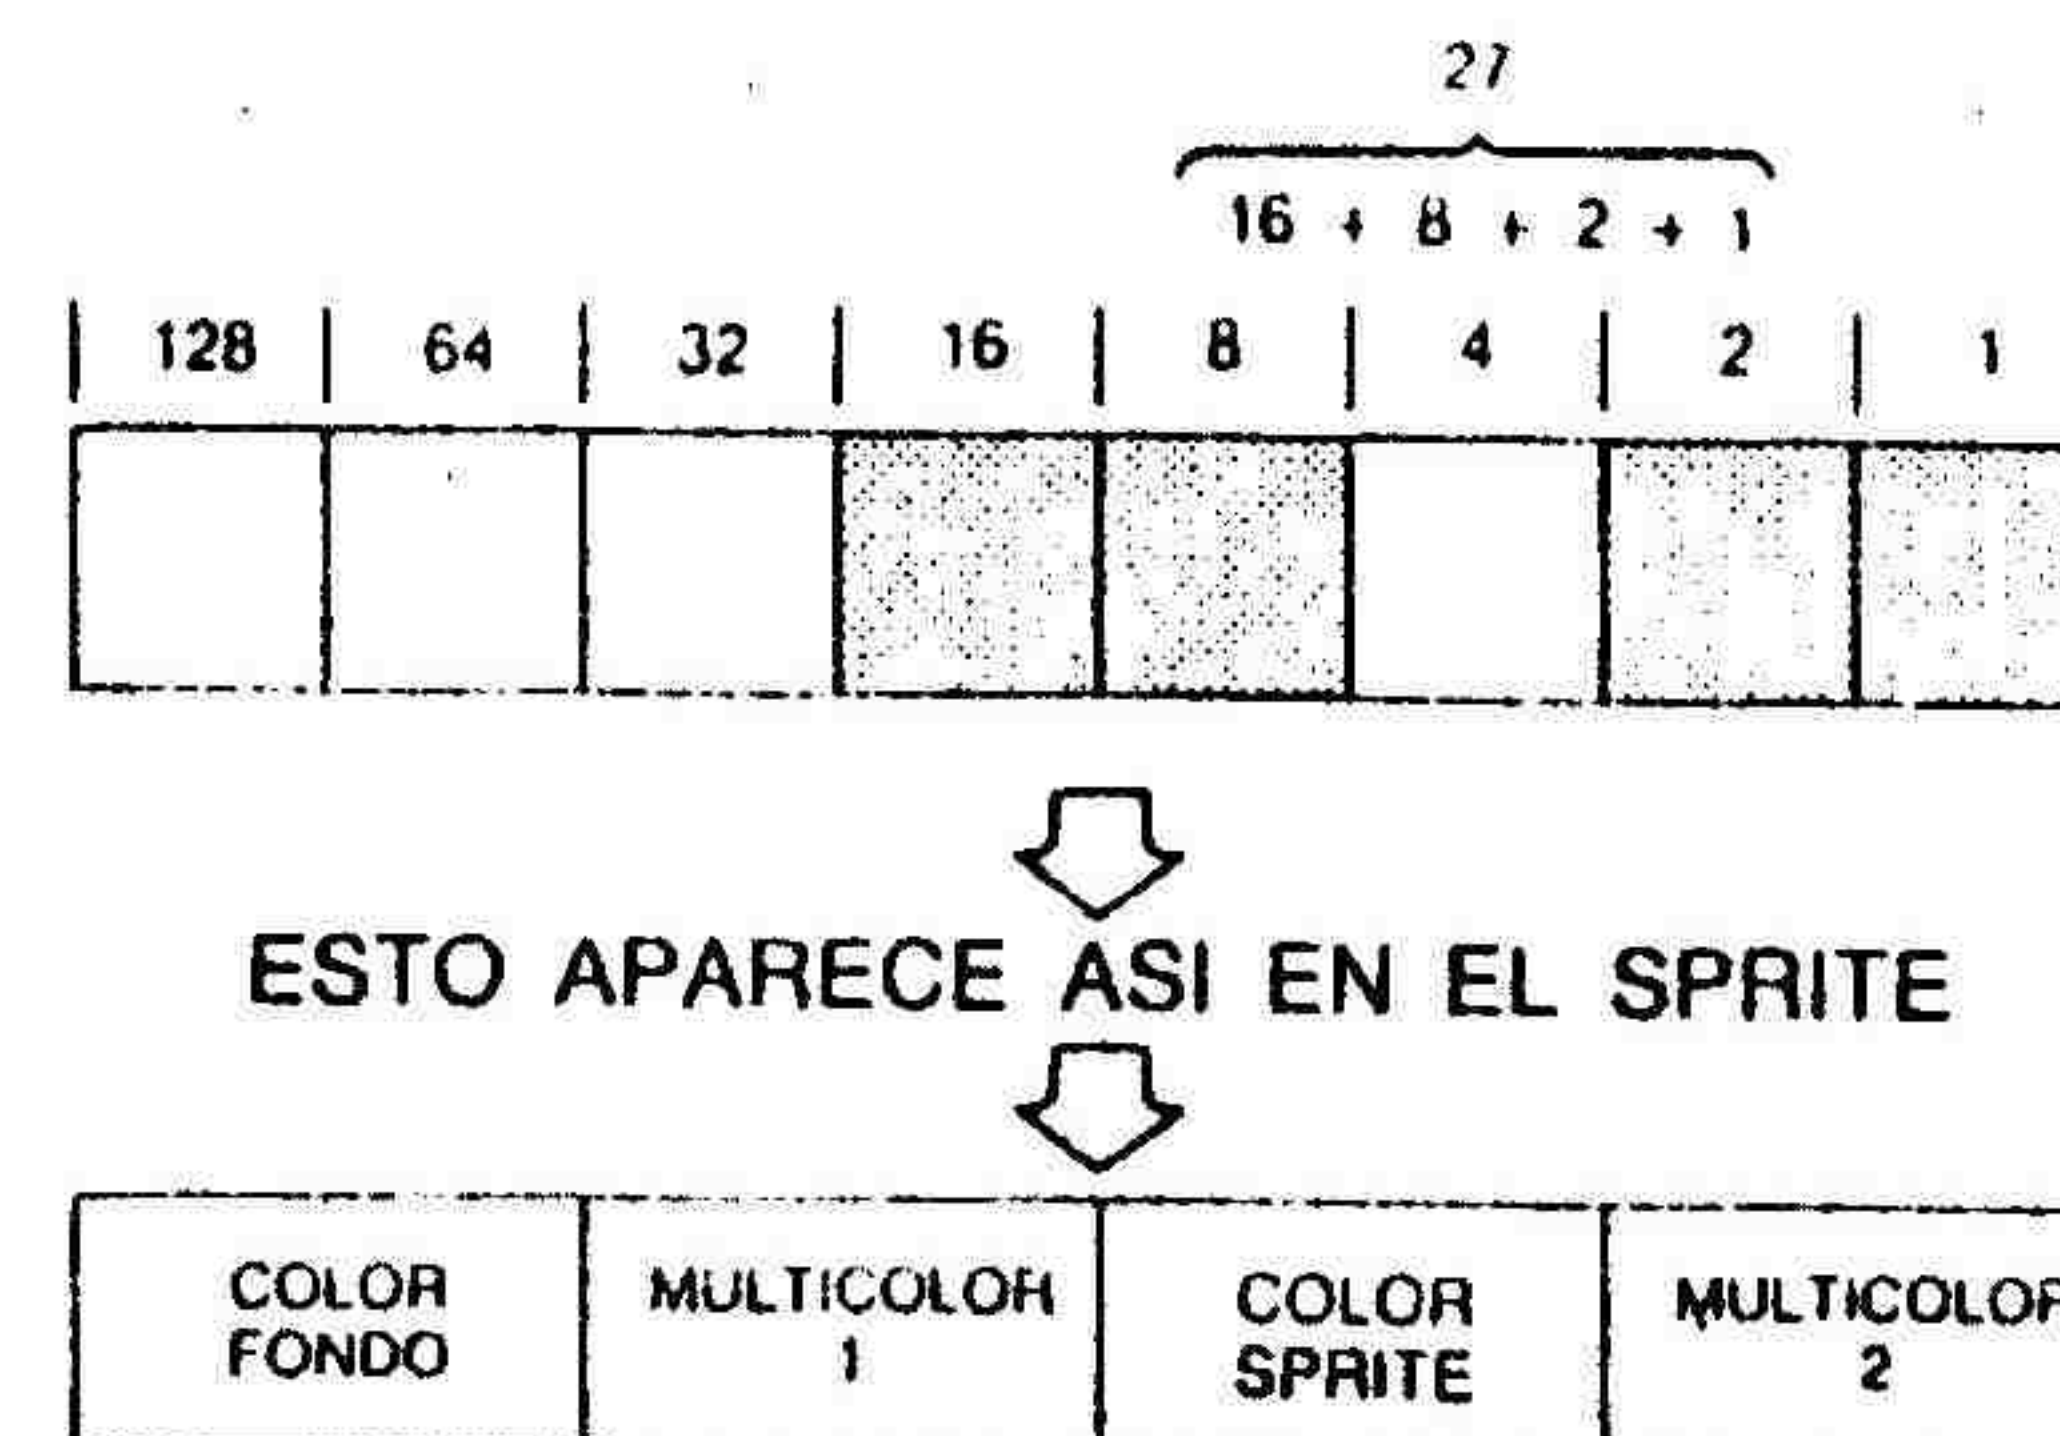 27
16 + 8 + 2 + 1
128 64 32 16 8 4 2 1
ESTO APARECE ASI EN EL SPRITE
COLOR FONDO
MULTICOLOR 1
COLOR SPRITE
MULTICOLOR 2